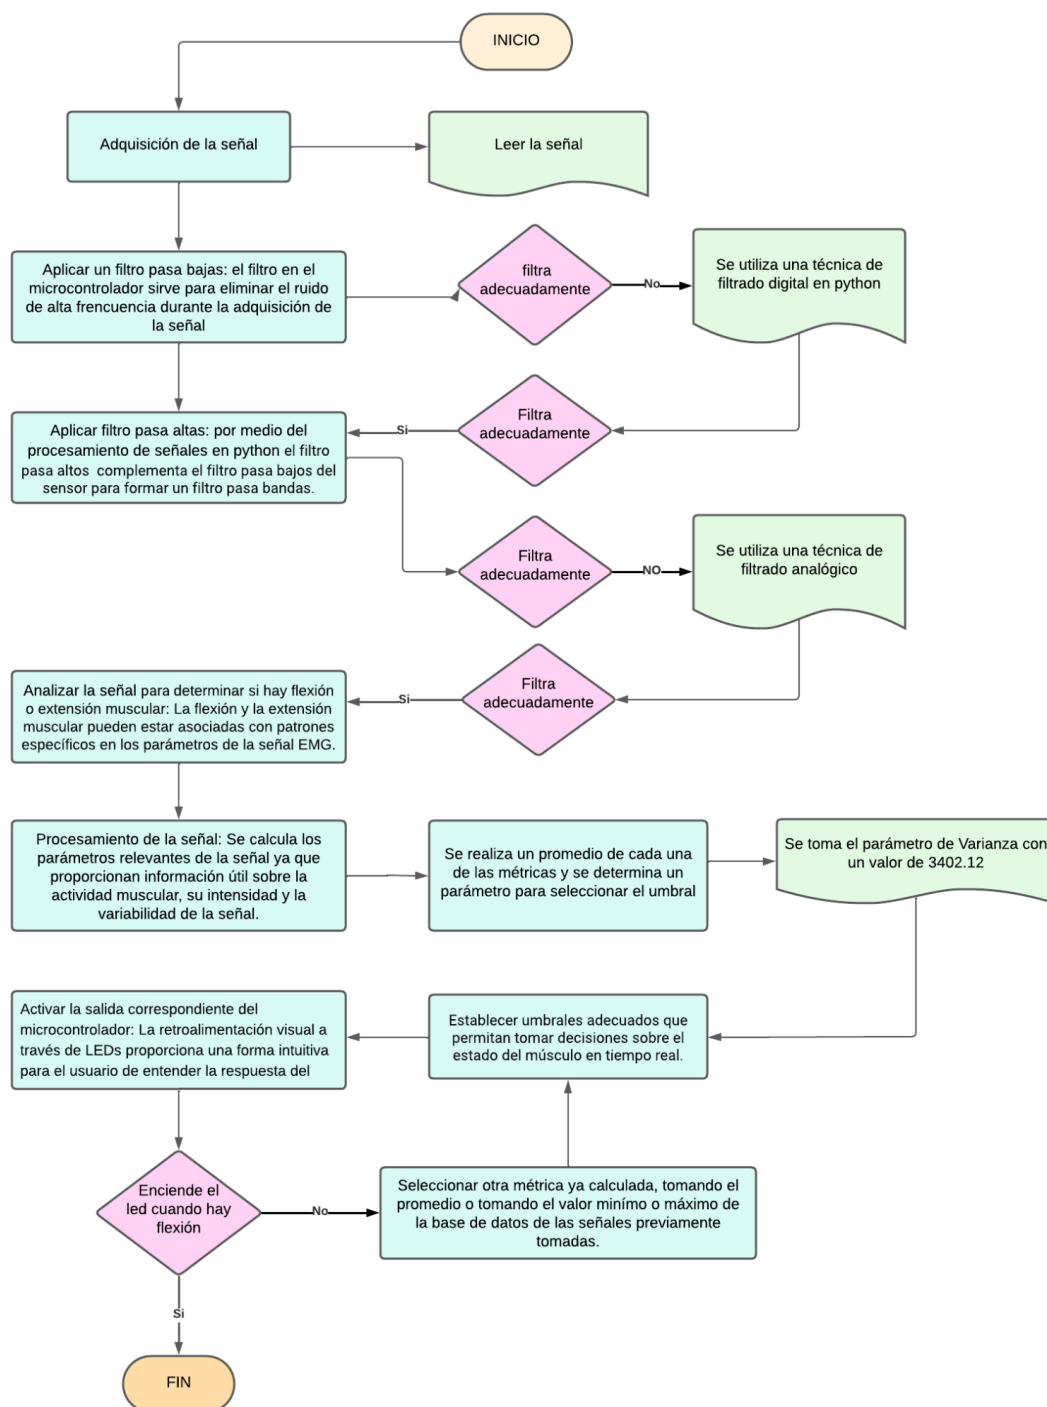 INICIO
Adquisición de la señal
Leer la señal
Aplicar un filtro pasa bajas: el filtro en el
microcontrolador sirve para eliminar el ruido
de alta frencuencia durante la adquisición de
la señal
filtra
adecuadamente
No
Se utiliza una técnica de
filtrado digital en python
Aplicar filtro pasa altas: por medio del
procesamiento de señales en python el filtro
pasa altos complementa el filtro pasa bajos del
sensor para formar un filtro pasa bandas.
Si
Filtra
adecuadamente
Filtra
adecuadamente
NO
Se utiliza una técnica de
filtrado analógico
Analizar la señal para determinar si hay flexión
o extensión muscular: La flexión y la extensión
muscular pueden estar asociadas con patrones
específicos en los parámetros de la señal EMG.
Si
Filtra
adecuadamente
Procesamiento de la señal: Se calcula los
parámetros relevantes de la señal ya que
proporcionan información útil sobre la
actividad muscular, su intensidad y la
variabilidad de la señal.
Se realiza un promedio de cada una
de las métricas y se determina un
parámetro para seleccionar el umbral
Se toma el parámetro de Varianza con
un valor de 3402.12
Activar la salida correspondiente del
microcontrolador: La retroalimentación visual a
través de LEDs proporciona una forma intuitiva
para el usuario de entender la respuesta del
Establecer umbrales adecuados que
permitan tomar decisiones sobre el
estado del músculo en tiempo real.
Enciende el
led cuando hay
flexión
No
Seleccionar otra métrica ya calculada, tomando el
promedio o tomando el valor minímo o máximo de
la base de datos de las señales previamente
tomadas.
Si
FIN